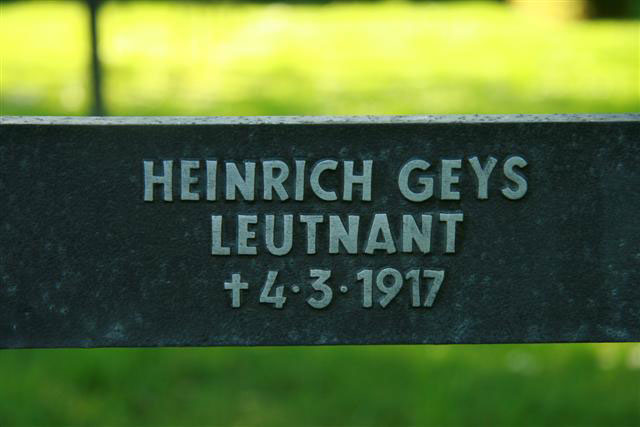 HEINRICH GEYS
LEUTNANT
✝ 4·3·1917